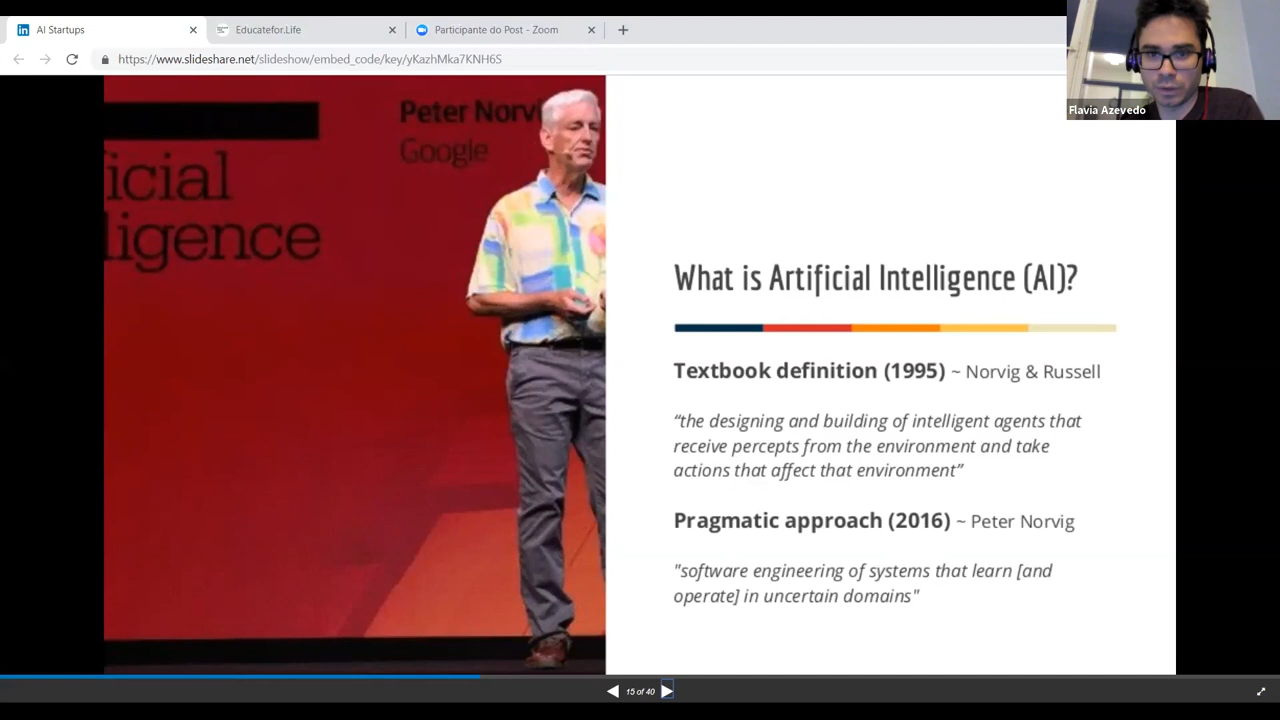 AI Startups
Educatefor.Life
Participante do Post - Zoom
https://www.slideshare.net/slideshow/embed_code/key/yKazhMka7KNH6S
Flavia Azevedo
Peter Norvi
Google
icial
ligence
What is Artificial Intelligence (AI)?
Textbook definition (1995) ~ Norvig & Russell
“the designing and building of intelligent agents that
receive percepts from the environment and take
actions that affect that environment”
Pragmatic approach (2016) ~ Peter Norvig
"software engineering of systems that learn [and
operate] in uncertain domains"
15 of 40